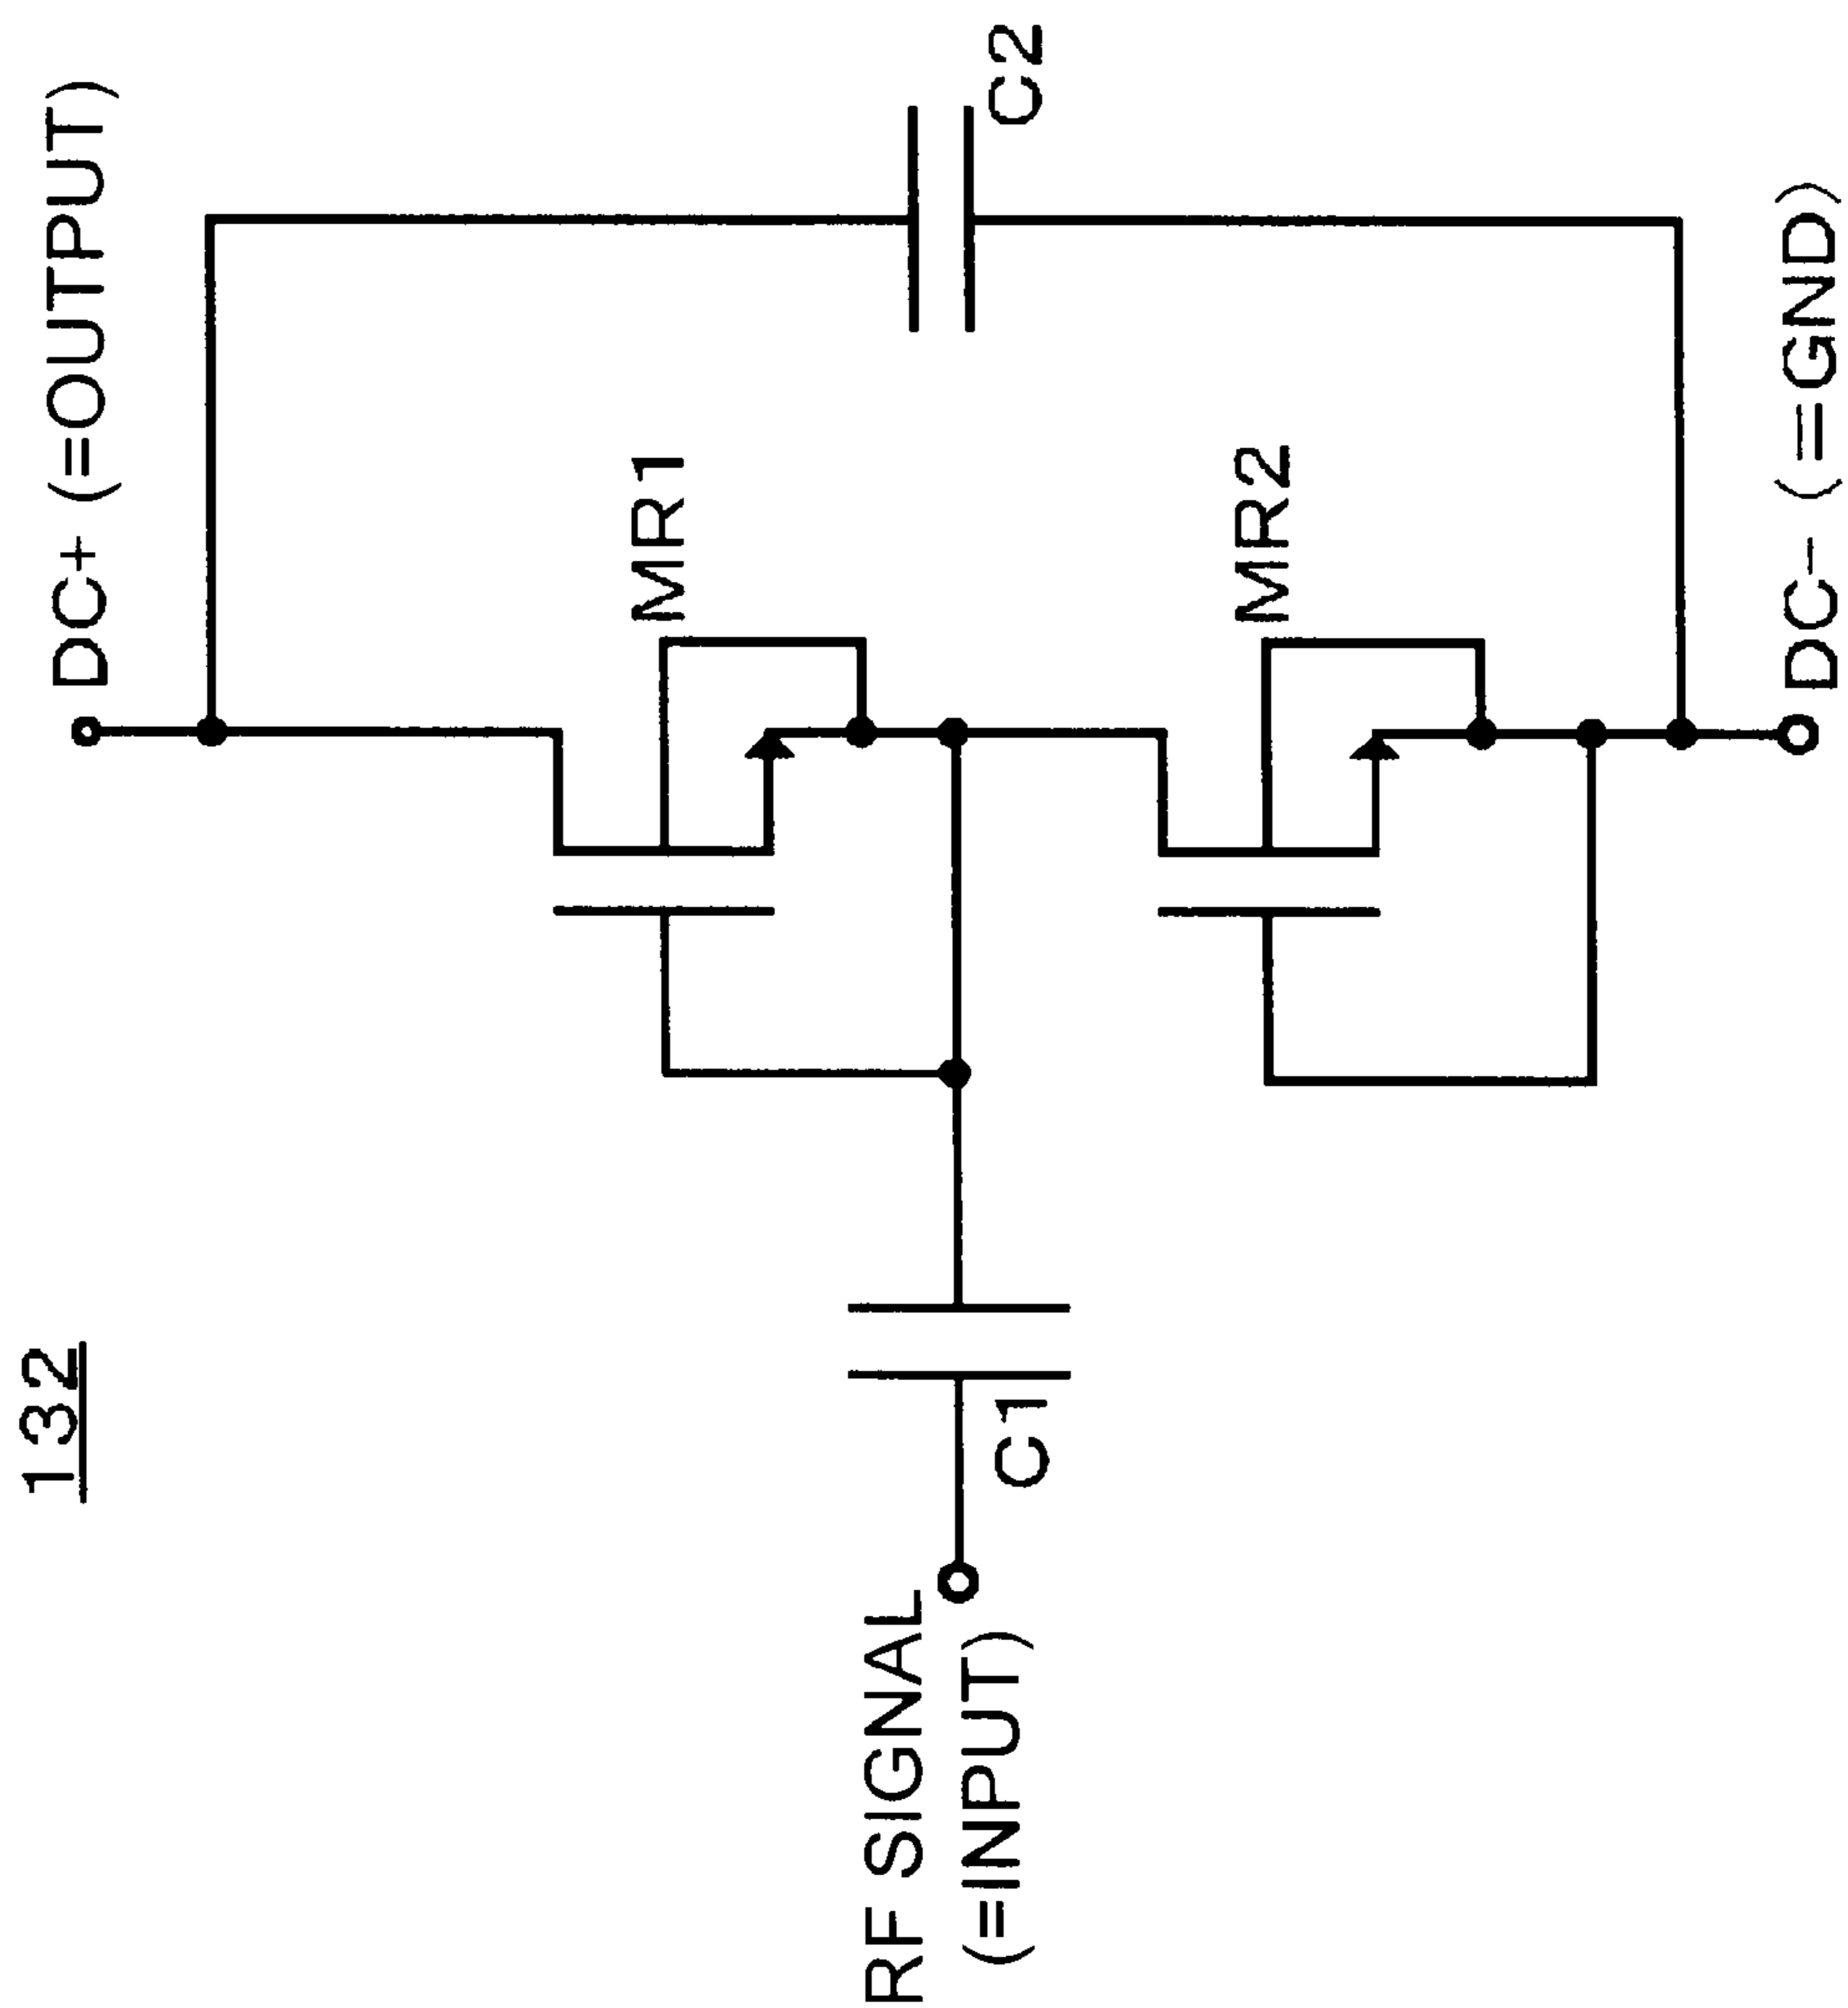 132
RF SIGNAL
(=INPUT)
C1
MR1
MR2
C2
DC+ (=OUTPUT)
DC- (=GND)